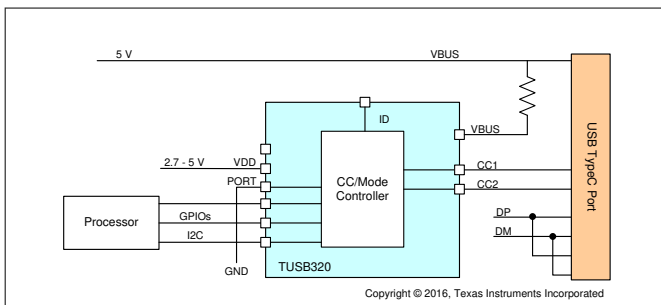 5 V
VBUS
ID
VBUS
2.7 - 5 V
VDD
CC1
PORT
CC/Mode
Controller
CC2
Processor
GPIOs
I2C
DP
DM
GND
TUSB320
USB TypeC Port
Copyright © 2016, Texas Instruments Incorporated